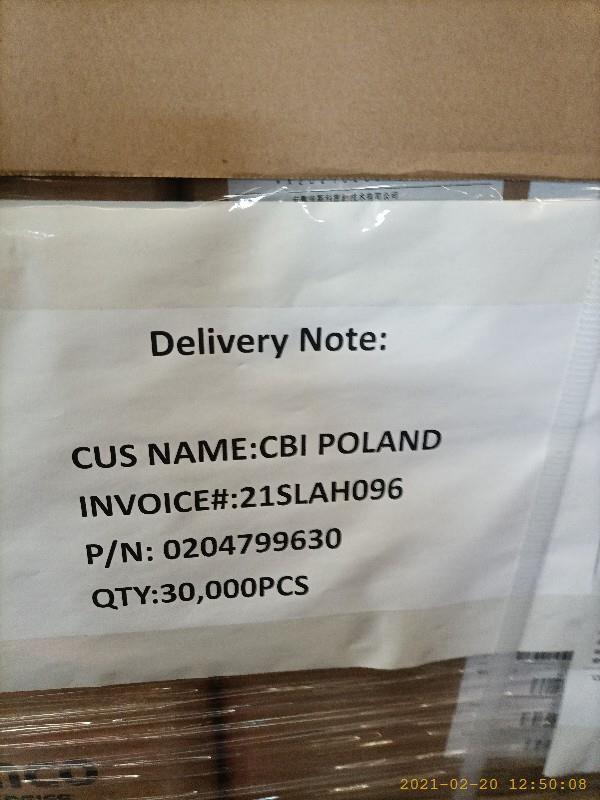 Delivery Note:
CUS NAME:CBI POLAND
INVOICE#:21SLAH096
P/N: 0204799630
QTY:30,000PCS
2021-02-20 12:50:08